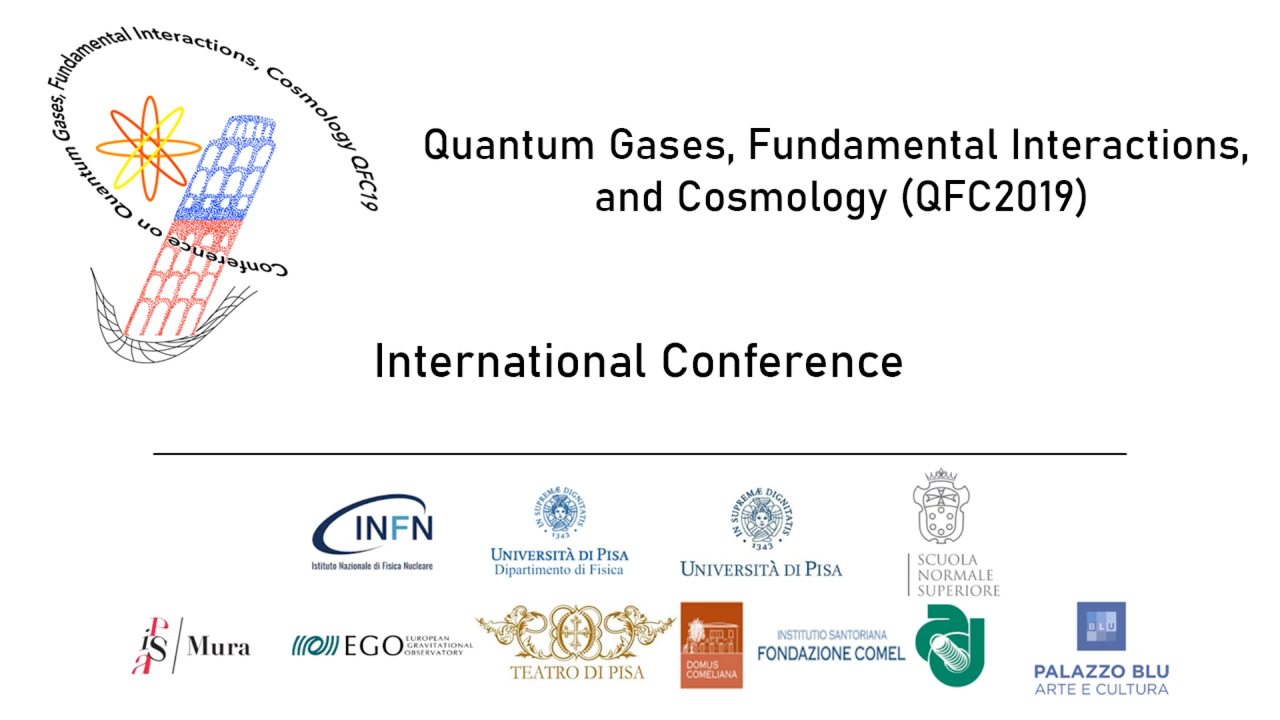 Conference on Quantum Gases, Fundamental Interactions, Cosmology QFC19
Quantum Gases, Fundamental Interactions,
and Cosmology (QFC2019)
International Conference
INFN
Istituto Nazionale di Fisica Nucleare
IN SUPREMÆ DIGNITATIS
1343
UNIVERSITÀ DI PISA
Dipartimento di Fisica
IN SUPREMÆ DIGNITATIS
1343
UNIVERSITÀ DI PISA
SCUOLA
NORMALE
SUPERIORE
PISA
Mura
EGO
EUROPEAN
GRAVITATIONAL
OBSERVATORY
TEATRO DI PISA
DOMUS
COMELIANA
INSTITUTO SANTORIANA
FONDAZIONE COMEL
BLU
PALAZZO BLU
ARTE E CULTURA